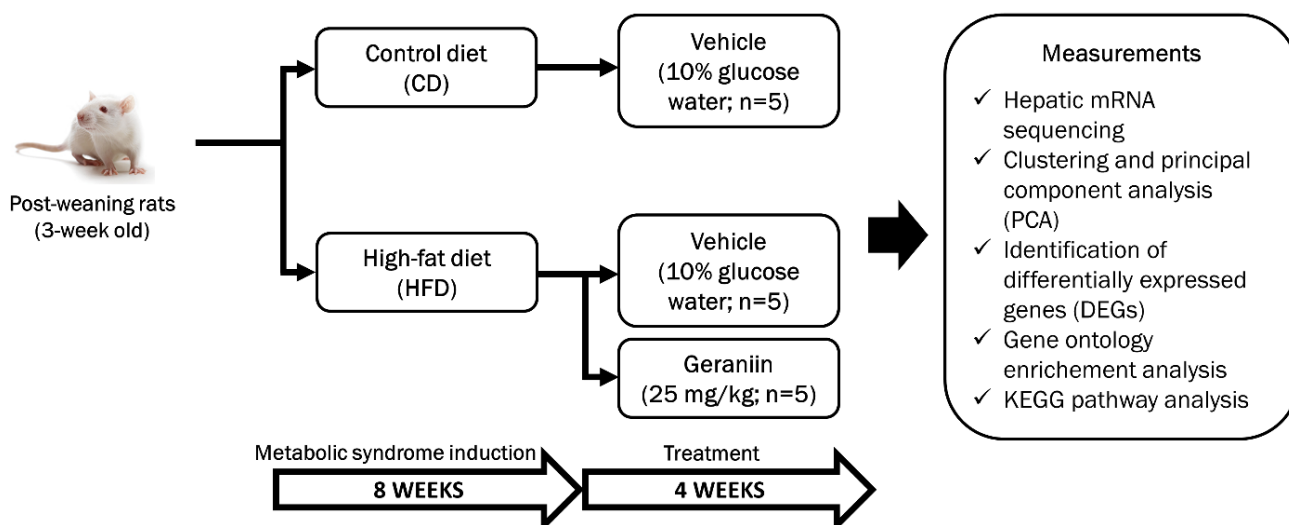 Post-weaning rats
(3-week old)
Control diet
(CD)
Vehicle
(10% glucose
water; n=5)
High-fat diet
(HFD)
Vehicle
(10% glucose
water; n=5)
Geraniin
(25 mg/kg; n=5)
Measurements
✓ Hepatic mRNA
sequencing
✓ Clustering and principal
component analysis
(PCA)
✓ Identification of
differentially expressed
genes (DEGs)
✓ Gene ontology
enrichement analysis
✓ KEGG pathway analysis
Metabolic syndrome induction
8 WEEKS
Treatment
4 WEEKS